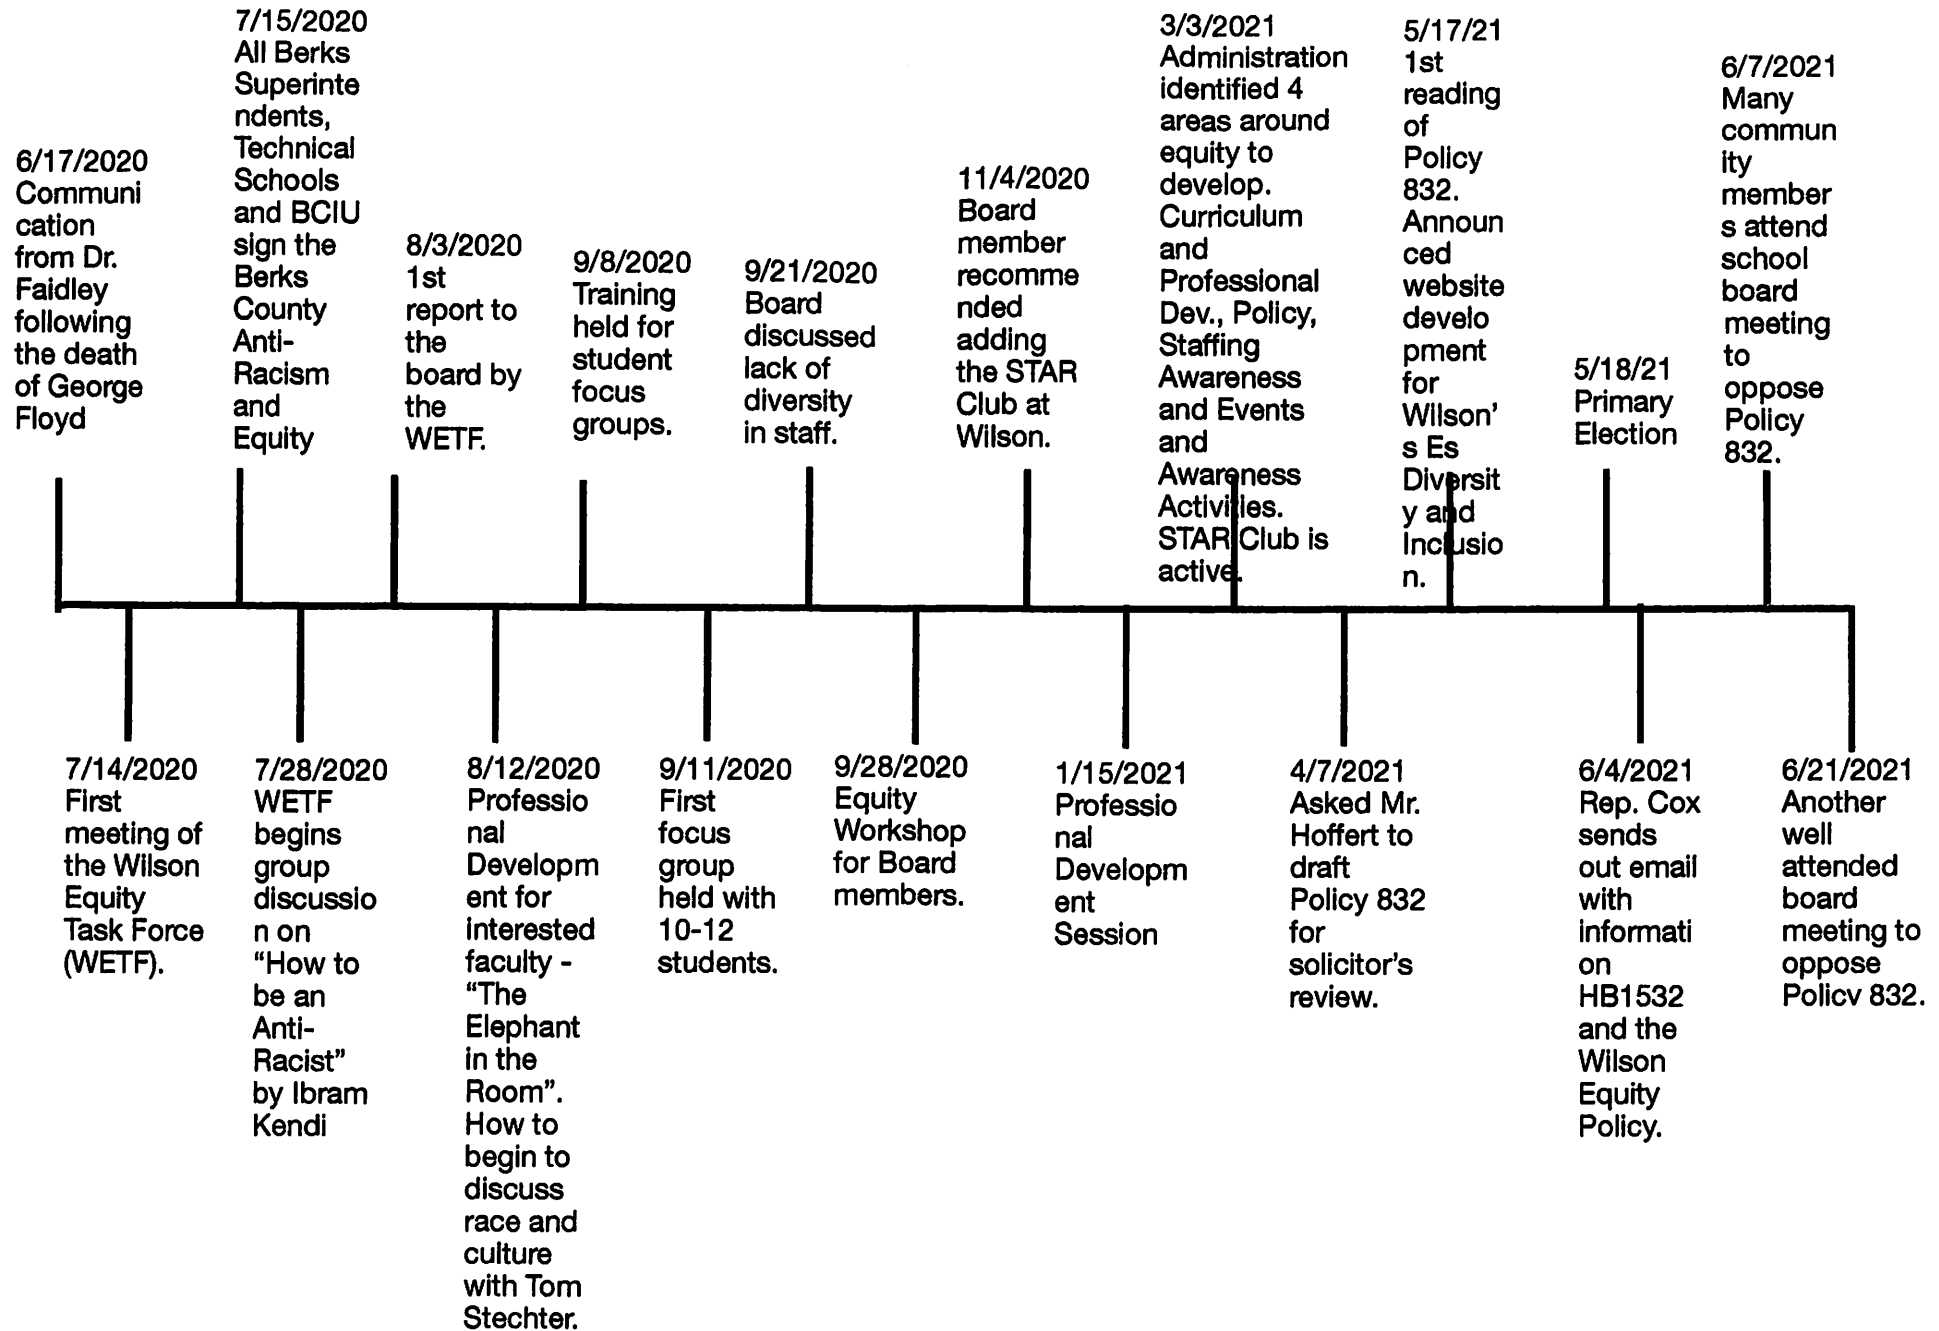 6/17/2020
Communi
cation
from Dr.
Faidley
following
the death
of George
Floyd
7/15/2020
All Berks
Superinte
ndents,
Technical
Schools
and BCIU
sign the
Berks
County
Anti-
Racism
and
Equity
8/3/2020
1st
report to
the
board by
the
WETF.
9/8/2020
Training
held for
student
focus
groups.
9/21/2020
Board
discussed
lack of
diversity
in staff.
11/4/2020
Board
member
recomme
nded
adding
the STAR
Club at
Wilson.
3/3/2021
Administration
identified 4
areas around
equity to
develop.
Curriculum
and
Professional
Dev., Policy,
Staffing
Awareness
and Events
and
Awareness
Activities.
STAR Club is
active.
5/17/21
1st
reading
of
Policy
832.
Announ
ced
website
develo
pment
for
Wilson'
s Es
Diversit
y and
Inclusio
n.
5/18/21
Primary
Election
6/7/2021
Many
commun
ity
member
s attend
school
board
meeting
to
oppose
Policy
832.
7/14/2020
First
meeting of
the Wilson
Equity
Task Force
(WETF).
7/28/2020
WETF
begins
group
discussio
n on
“How to
be an
Anti-
Racist”
by Ibram
Kendi
8/12/2020
Professio
nal
Developm
ent for
interested
faculty -
“The
Elephant
in the
Room”.
How to
begin to
discuss
race and
culture
with Tom
Stechter.
9/11/2020
First
focus
group
held with
10-12
students.
9/28/2020
Equity
Workshop
for Board
members.
1/15/2021
Professio
nal
Developm
ent
Session
4/7/2021
Asked Mr.
Hoffert to
draft
Policy 832
for
solicitor's
review.
6/4/2021
Rep. Cox
sends
out email
with
informati
on
HB1532
and the
Wilson
Equity
Policy.
6/21/2021
Another
well
attended
board
meeting to
oppose
Policy 832.